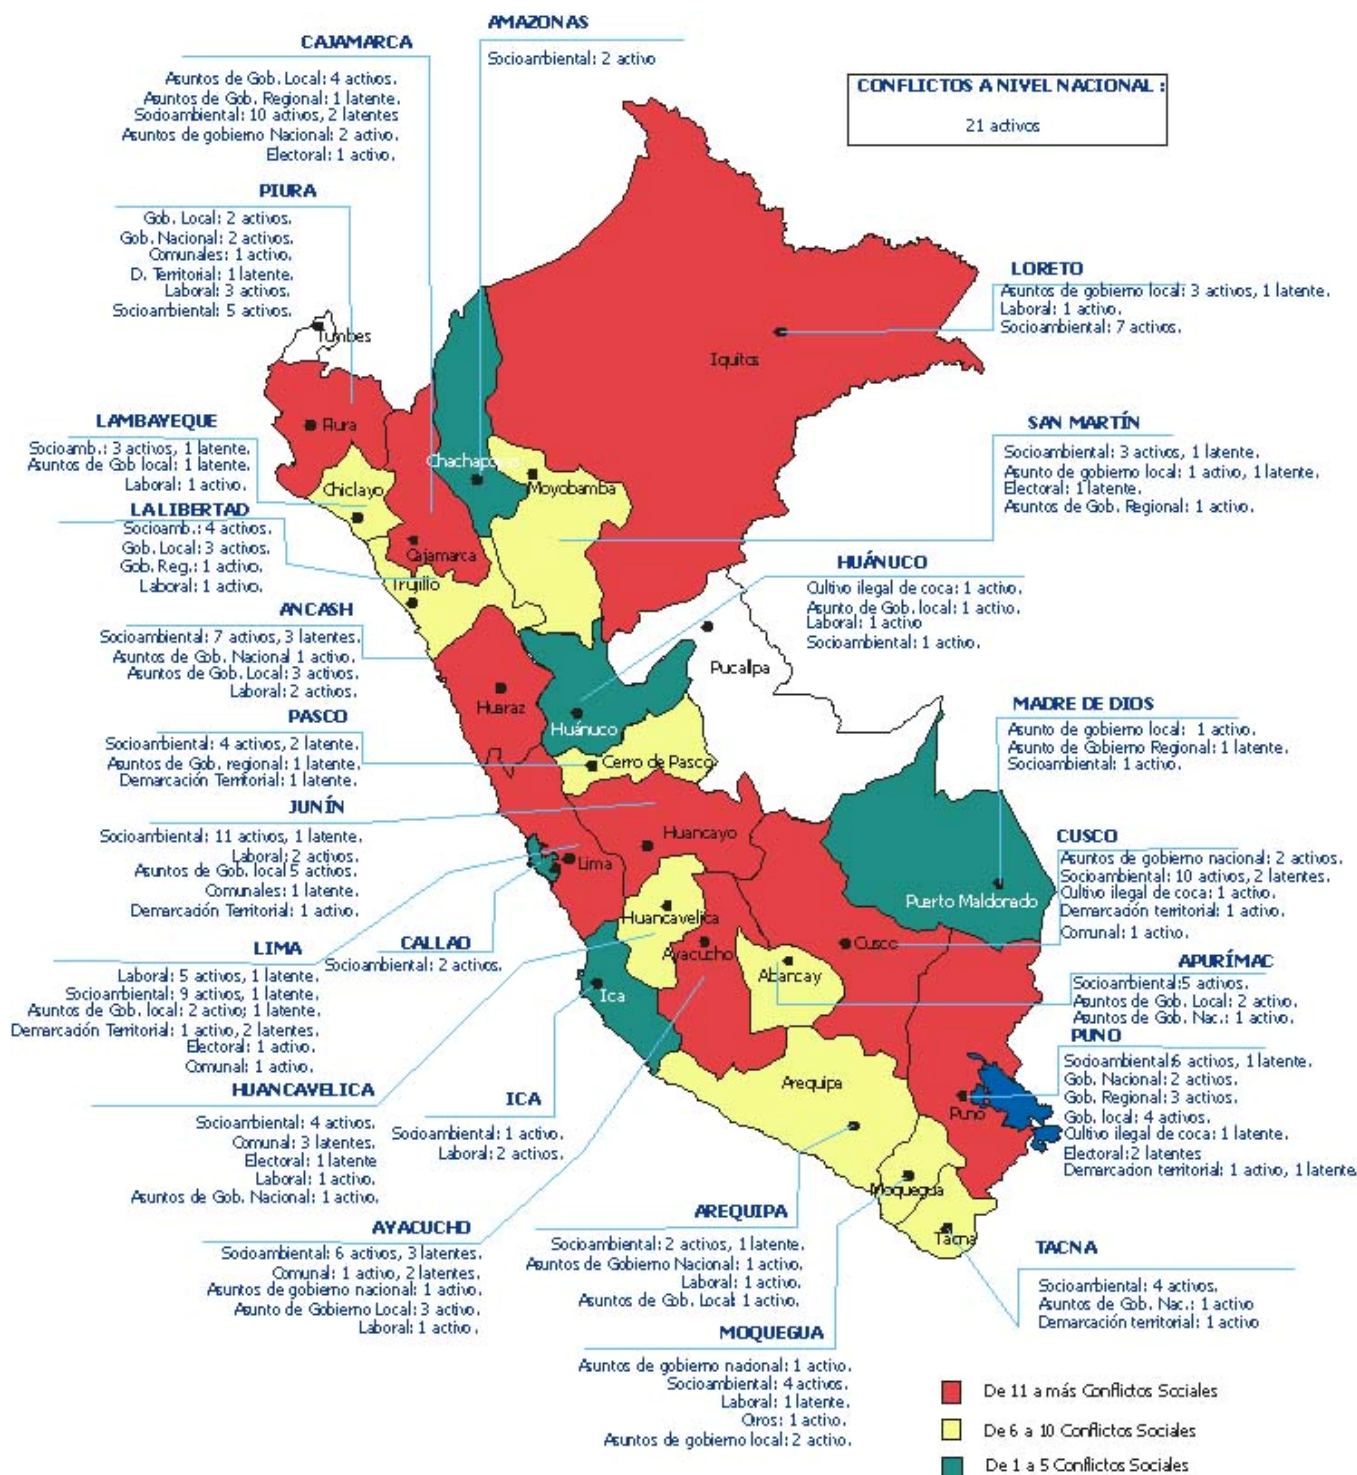 AMAZONAS
Socioambiental: 2 activo
CAJAMARCA
Asuntos de Gob. Local: 4 activos.
Asuntos de Gob. Regional: 1 latente.
Socioambiental: 10 activos, 2 latentes
Asuntos de gobierno Nacional: 2 activo.
Electoral: 1 activo.
CONFLICTOS A NIVEL NACIONAL :
21 activos
PIURA
Gob. Local: 2 activos.
Gob. Nacional: 2 activos.
Comunales: 1 activo.
D. Territorial: 1 latente.
Laboral: 3 activos.
Socioambiental: 5 activos.
LORETO
Asuntos de gobierno local: 3 activos, 1 latente.
Laboral: 1 activo.
Socioambiental: 7 activos.
Tumbes
Iquitos
Piura
LAMBAYEQUE
Socioamb.: 3 activos, 1 latente.
Asuntos de Gob local: 1 latente.
Laboral: 1 activo.
SAN MARTÍN
Socioambiental: 3 activos, 1 latente.
Asunto de gobierno local: 1 activo, 1 latente.
Electoral: 1 latente.
Asuntos de Gob. Regional: 1 activo.
Chachapoyas
Moyobamba
Chiclayo
LA LIBERTAD
Socioamb.: 4 activos.
Gob. Local: 3 activos.
Gob. Reg.: 1 activo.
Laboral: 1 activo.
Cajamarca
Trujillo
HUÁNUCO
Cultivo ilegal de coca: 1 activo.
Asunto de Gob. local: 1 activo.
Laboral: 1 activo
Socioambiental: 1 activo.
ANCASH
Socioambiental: 7 activos, 3 latentes.
Asuntos de Gob. Nacional 1 activo.
Asuntos de Gob. Local: 3 activos.
Laboral: 2 activos.
Pucallpa
Huaraz
Huánuco
PASCO
Socioambiental: 4 activos, 2 latente.
Asuntos de Gob. regional: 1 latente.
Demarcación Territorial: 1 latente.
Cerro de Pasco
MADRE DE DIOS
Asunto de gobierno local: 1 activo.
Asunto de Gobierno Regional: 1 latente.
Socioambiental: 1 activo.
JUNÍN
Socioambiental: 11 activos, 1 latente.
Laboral: 2 activos.
Asuntos de Gob. local 5 activos.
Comunales: 1 latente.
Demarcación Territorial: 1 activo.
Huancayo
Lima
CUSCO
Asuntos de gobierno nacional: 2 activos.
Socioambiental: 10 activos, 2 latentes.
Cultivo ilegal de coca: 1 activo.
Demarcación territorial: 1 activo.
Comunal: 1 activo.
Puerto Maldonado
Huancavelica
Ayacucho
Cusco
Abancay
Ica
LIMA
Laboral: 5 activos, 1 latente.
Socioambiental: 9 activos, 1 latente.
Asuntos de Gob. local: 2 activo; 1 latente.
Demarcación Territorial: 1 activo, 2 latentes.
Electoral: 1 activo.
Comunal: 1 activo.
CALLAO
Socioambiental: 2 activos.
APURÍMAC
Socioambiental:5 activos.
Asuntos de Gob. Local: 2 activo.
Asuntos de Gob. Nac.: 1 activo.
PUNO
Socioambiental:6 activos, 1 latente.
Gob. Nacional: 2 activos.
Gob. Regional: 3 activos.
Gob. local: 4 activos.
Cultivo ilegal de coca: 1 latente.
Electoral:2 latentes
Demarcacion territorial: 1 activo, 1 latente.
Arequipa
Puno
HUANCAVELICA
Socioambiental: 4 activos.
Comunal: 3 latentes.
Electoral: 1 latente
Laboral: 1 activo.
Asuntos de Gob. Nacional: 1 activo.
ICA
Socioambiental: 1 activo.
Laboral: 2 activos.
Moquegua
Tacna
AYACUCHO
Socioambiental: 6 activos, 3 latentes.
Comunal: 1 activo, 2 latentes.
Asuntos de gobierno nacional: 1 activo.
Asunto de Gobierno Local: 3 activo.
Laboral: 1 activo.
AREQUIPA
Socioambiental: 2 activos, 1 latente.
Asuntos de Gobierno Nacional: 1 activo.
Laboral: 1 activo.
Asuntos de Gob. Local: 1 activo.
TACNA
Socioambiental: 4 activos.
Asuntos de Gob. Nac.: 1 activo
Demarcación territorial: 1 activo
MOQUEGUA
Asuntos de gobierno nacional: 1 activo.
Socioambiental: 4 activos.
Laboral: 1 latente.
Otros: 1 activo.
Asuntos de gobierno local: 2 activo.
De 11 a más Conflictos Sociales
De 6 a 10 Conflictos Sociales
De 1 a 5 Conflictos Sociales